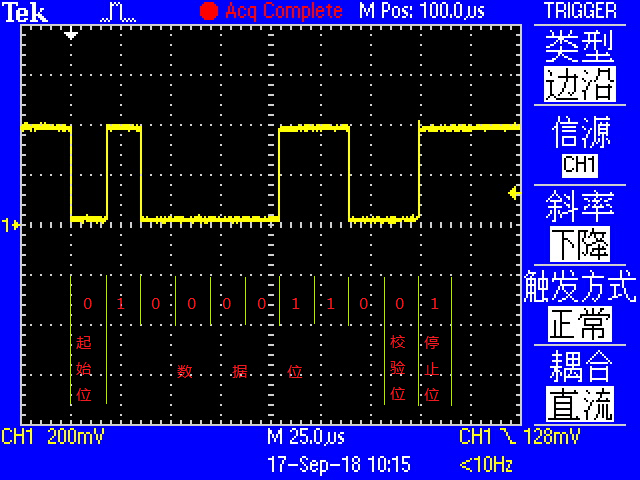 Tek Acq Complete M Pos: 100.0µs TRIGGER
类型
边沿
信源
CH1
1
斜率
下降
触发方式
正常
0 1 0 0 0 0 1 1 0 0 1
起始位
数据位
校验位
停止位
耦合
直流
CH1 200mV M 25.0µs CH1 128mV
17-Sep-18 10:15 <10Hz